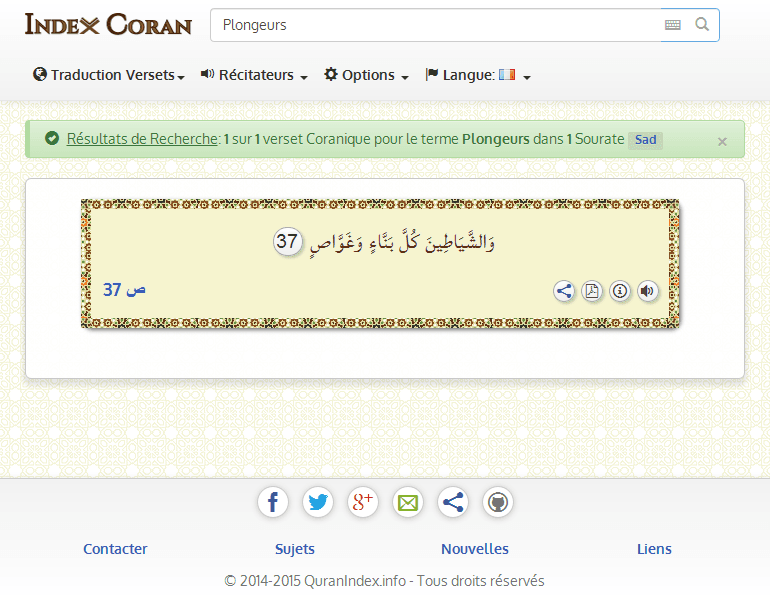 INDEX CORAN
Plongeurs
Traduction Versets Récitateurs Options Langue:
Résultats de Recherche: 1 sur 1 verset Coranique pour le terme Plongeurs dans 1 Sourate Sad ×
وَالشَّيَاطِينَ كُلَّ بَنَّاءٍ وَغَوَّاصٍ 37
ص 37
Contacter Sujets Nouvelles Liens
© 2014-2015 QuranIndex.info - Tous droits réservés